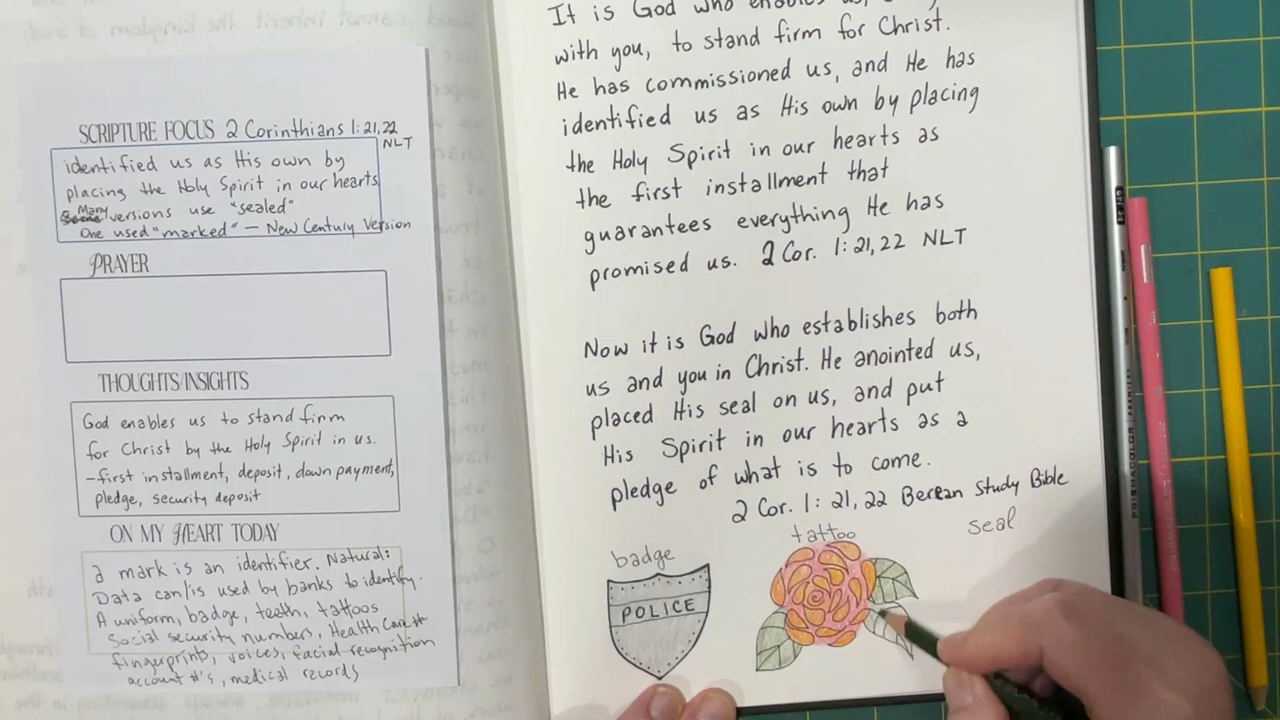 SCRIPTURE FOCUS 2 Corinthians 1:21,22
NLT
identified us as His own by
placing the Holy Spirit in our hearts
Many
versions use "sealed"
One used "marked" — New Century Version
PRAYER
THOUGHTS/INSIGHTS
God enables us to stand firm
for Christ by the Holy Spirit in us.
- first installment, deposit, down payment,
pledge, security deposit
ON MY HEART TODAY
a mark is an identifier. Natural:
Data can/is used by banks to identify.
A uniform, badge, teeth, tattoos
Social security numbers, Health Care #
fingerprints, voices, facial recognition
account #'s, medical records
It is God who enables us,
with you, to stand firm for Christ.
He has commissioned us, and He has
identified us as His own by placing
the Holy Spirit in our hearts as
the first installment that
guarantees everything He has
promised us. 2 Cor. 1:21,22 NLT
Now it is God who establishes both
us and you in Christ. He anointed us,
placed His seal on us, and put
His Spirit in our hearts as a
pledge of what is to come.
2 Cor. 1:21,22 Berean Study Bible
badge
tattoo
seal
POLICE
PRISMACOLOR